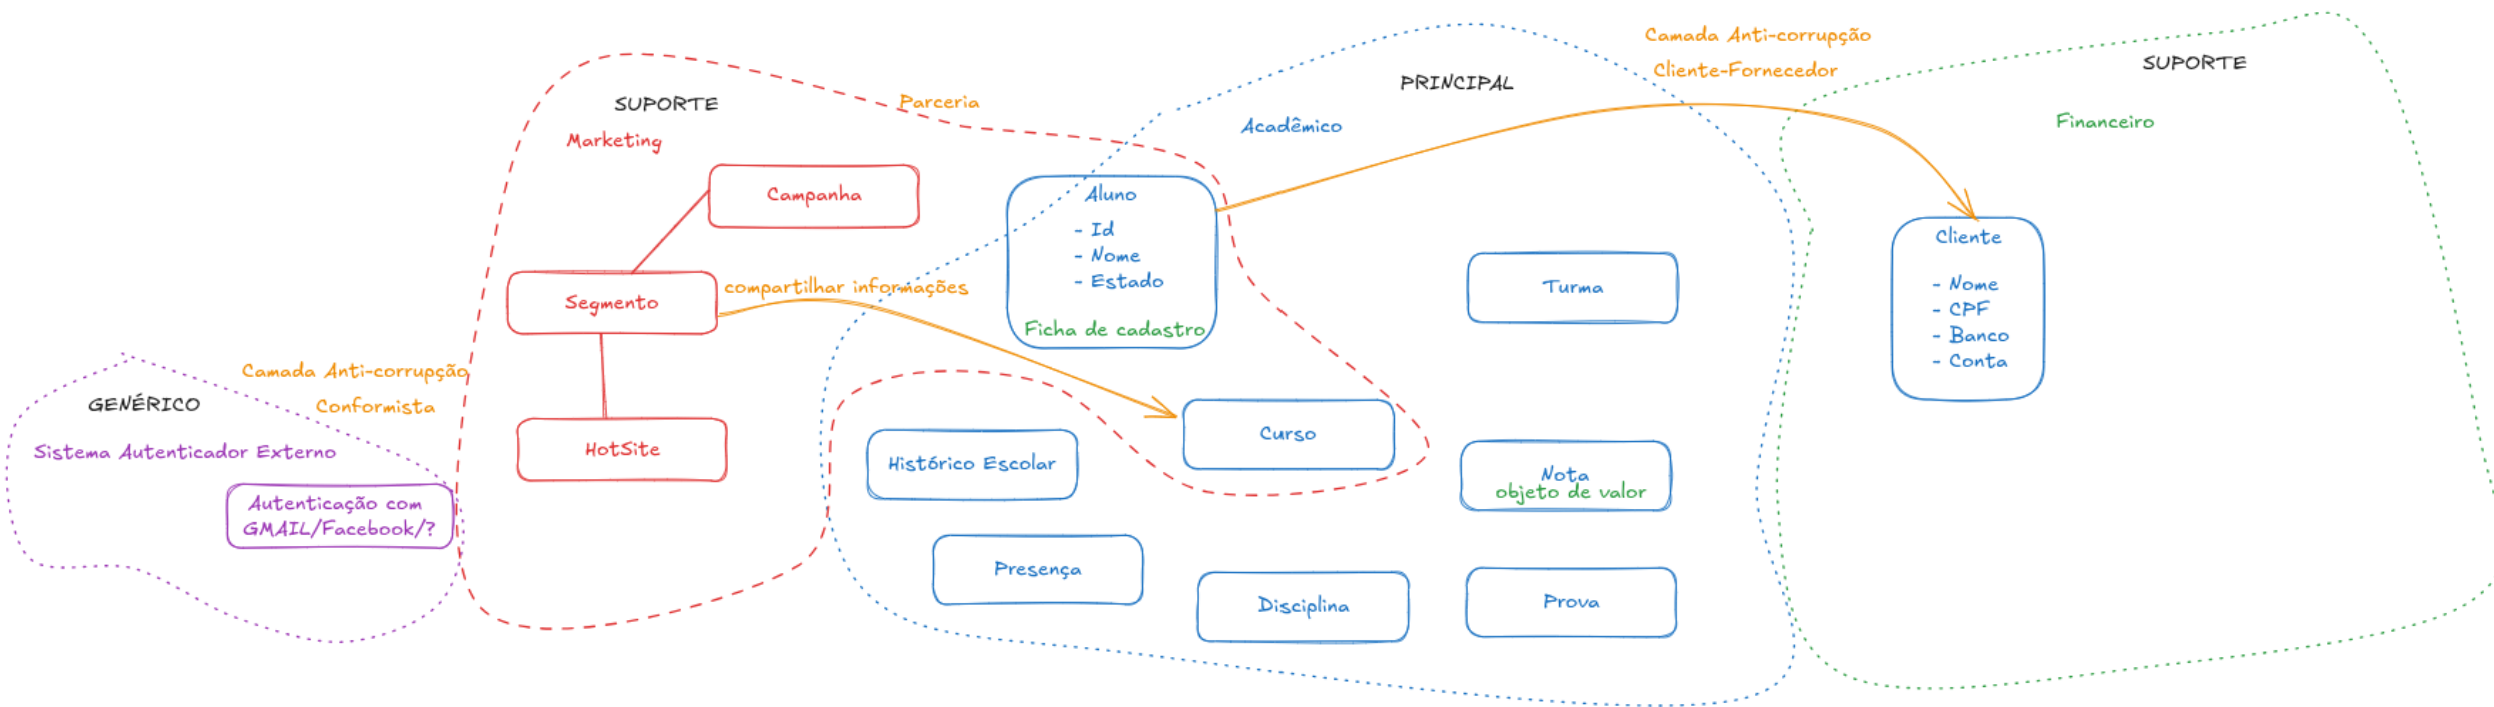 GENÉRICO
Sistema Autenticador Externo
Autenticação com
GMAIL/Facebook/?
Camada Anti-corrupção
Conformista
SUPORTE
Marketing
Campanha
Segmento
HotSite
Parceria
compartilhar informações
PRINCIPAL
Acadêmico
Aluno
- Id
- Nome
- Estado
Ficha de cadastro
Turma
Curso
Histórico Escolar
Nota
objeto de valor
Presença
Disciplina
Prova
Camada Anti-corrupção
Cliente-Fornecedor
SUPORTE
Financeiro
Cliente
- Nome
- CPF
- Banco
- Conta